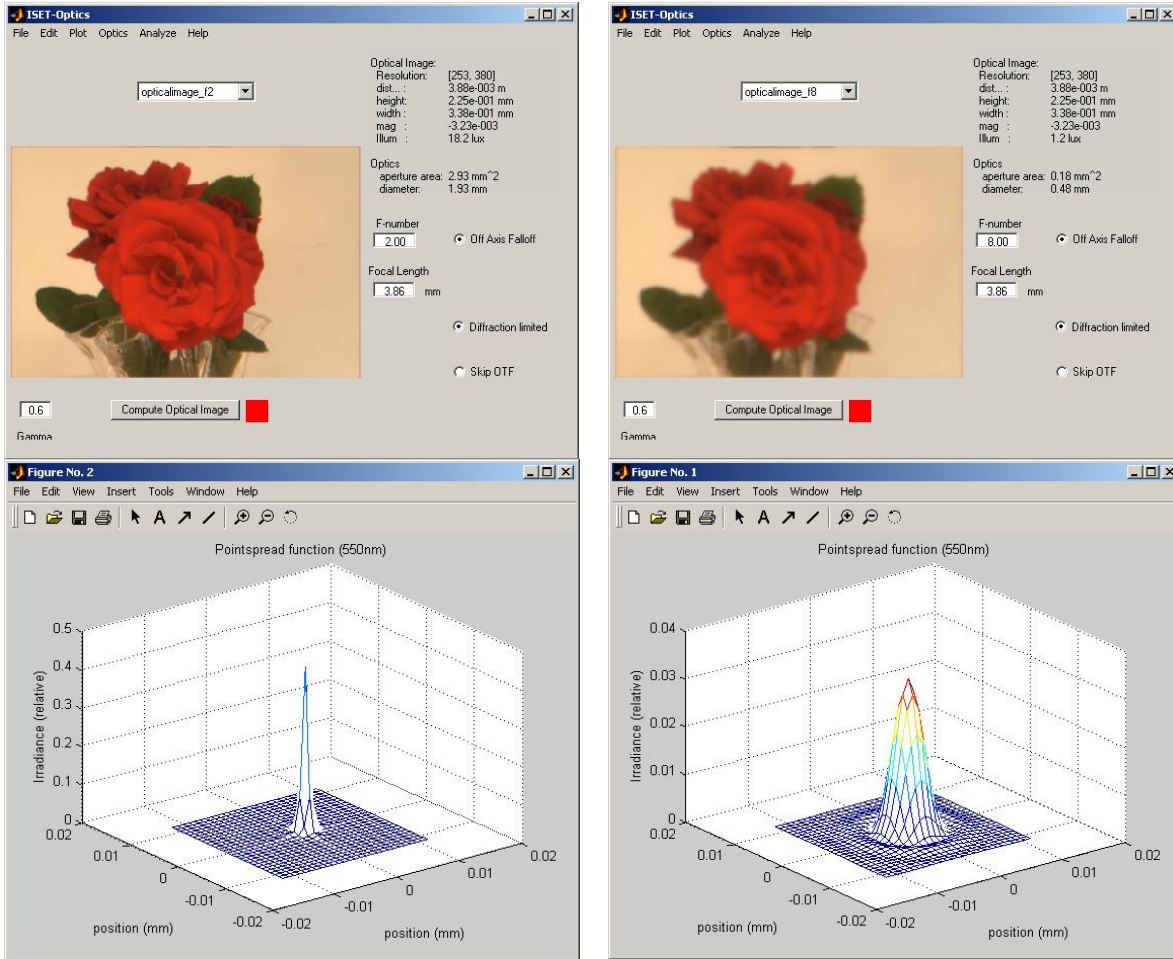 ISET-Optics
File Edit Plot Optics Analyze Help
opticalimage_f2
Optical Image:
Resolution: [253, 380]
dist... : 3.88e-003 m
height: 2.25e-001 mm
width : 3.38e-001 mm
mag : -3.23e-003
Illum : 18.2 lux
Optics
aperture area: 2.93 mm^2
diameter: 1.93 mm
F-number
2.00
Off Axis Falloff
Focal Length
3.86 mm
Diffraction limited
Skip OTF
0.6
Compute Optical Image
Gamma
ISET-Optics
File Edit Plot Optics Analyze Help
opticalimage_f8
Optical Image:
Resolution: [253, 380]
dist... : 3.88e-003 m
height: 2.25e-001 mm
width : 3.38e-001 mm
mag : -3.23e-003
Illum : 1.2 lux
Optics
aperture area: 0.18 mm^2
diameter: 0.48 mm
F-number
8.00
Off Axis Falloff
Focal Length
3.86 mm
Diffraction limited
Skip OTF
0.6
Compute Optical Image
Gamma
Figure No. 2
File Edit View Insert Tools Window Help
A
Pointspread function (550nm)
0.5
0.4
0.3
0.2
0.1
0
Irradiance (relative)
0.02
0.01
0
-0.01
-0.02
position (mm)
-0.02
-0.01
0
0.01
0.02
position (mm)
Figure No. 1
File Edit View Insert Tools Window Help
A
Pointspread function (550nm)
0.04
0.03
0.02
0.01
0
Irradiance (relative)
0.02
0.01
0
-0.01
-0.02
position (mm)
-0.02
-0.01
0
0.01
0.02
position (mm)